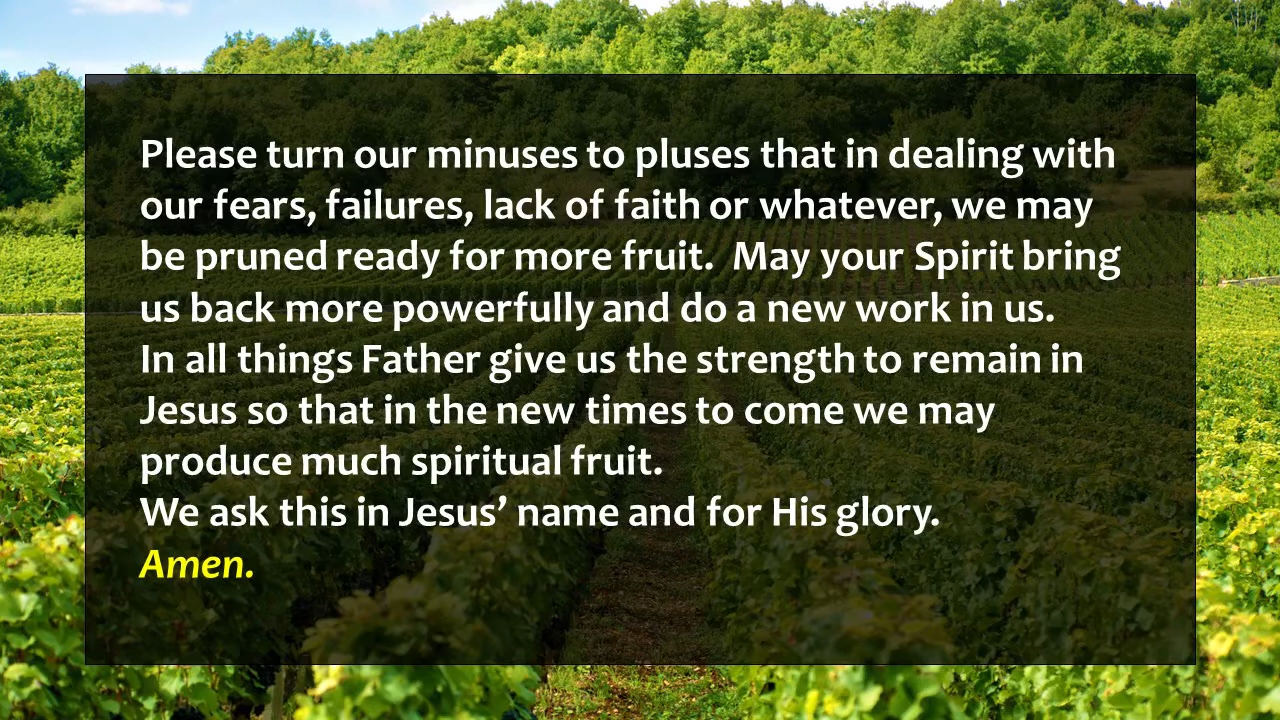 Please turn our minuses to pluses that in dealing with
our fears, failures, lack of faith or whatever, we may
be pruned ready for more fruit.  May your Spirit bring
us back more powerfully and do a new work in us.
In all things Father give us the strength to remain in
Jesus so that in the new times to come we may
produce much spiritual fruit.
We ask this in Jesus’ name and for His glory.
Amen.